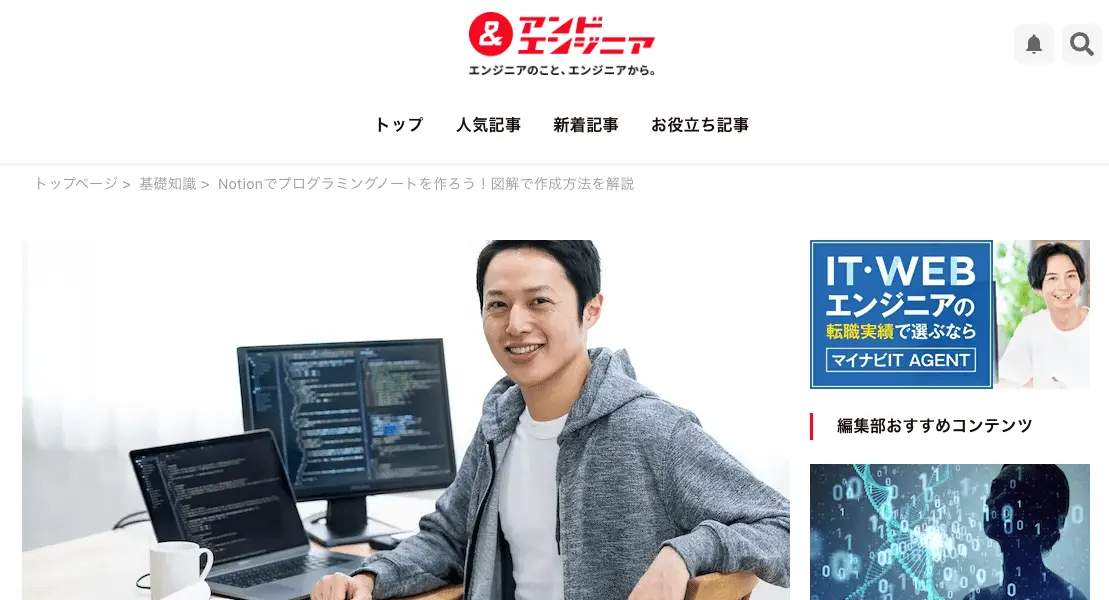 & アンド
エンジニア
エンジニアのこと、エンジニアから。
トップ 人気記事 新着記事 お役立ち記事
トップページ > 基礎知識 > Notionでプログラミングノートを作ろう！図解で作成方法を解説
IT・WEB
エンジニアの
転職実績で選ぶなら
マイナビIT AGENT
編集部おすすめコンテンツ